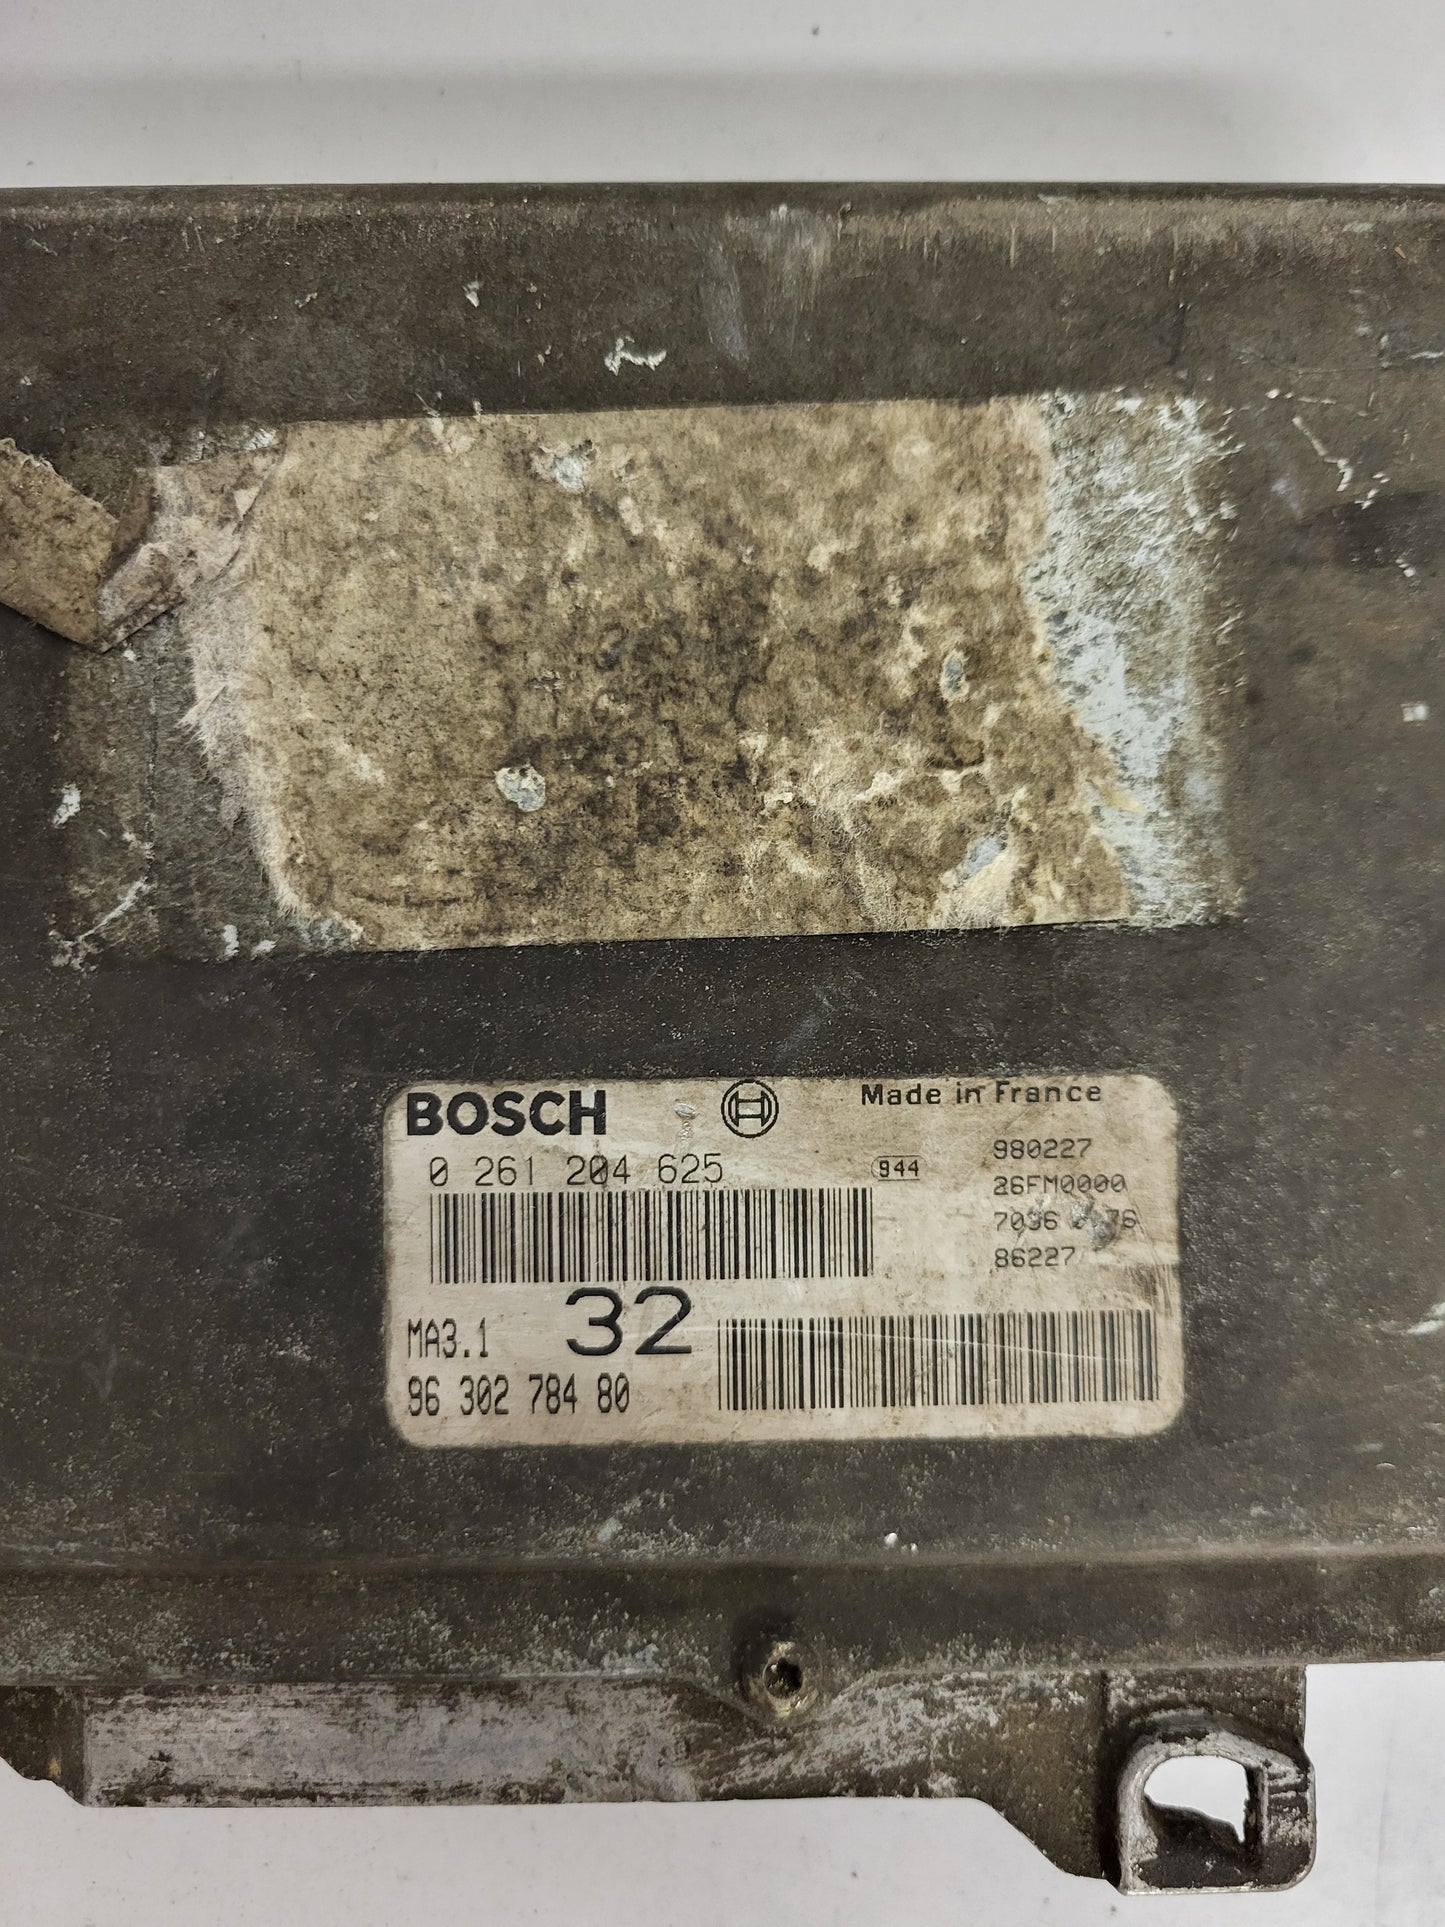 BOSCH Made in France
0 261 204 625 944 980227
26FM0000
86227
MA3.1 32
96 302 784 80